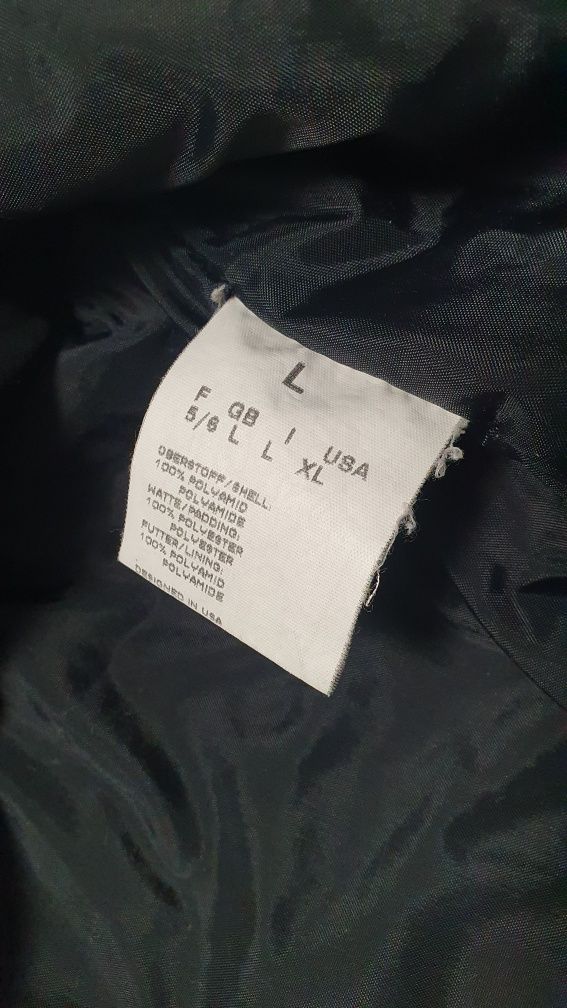 L
F GB I USA
5/6 L L XL
OBERSTOFF/SHELL:
100% POLYAMID
POLYAMIDE
WATTE/PADDING:
100% POLYESTER
POLYESTER
FUTTER/LINING:
100% POLYAMID
POLYAMIDE
DESIGNED IN USA